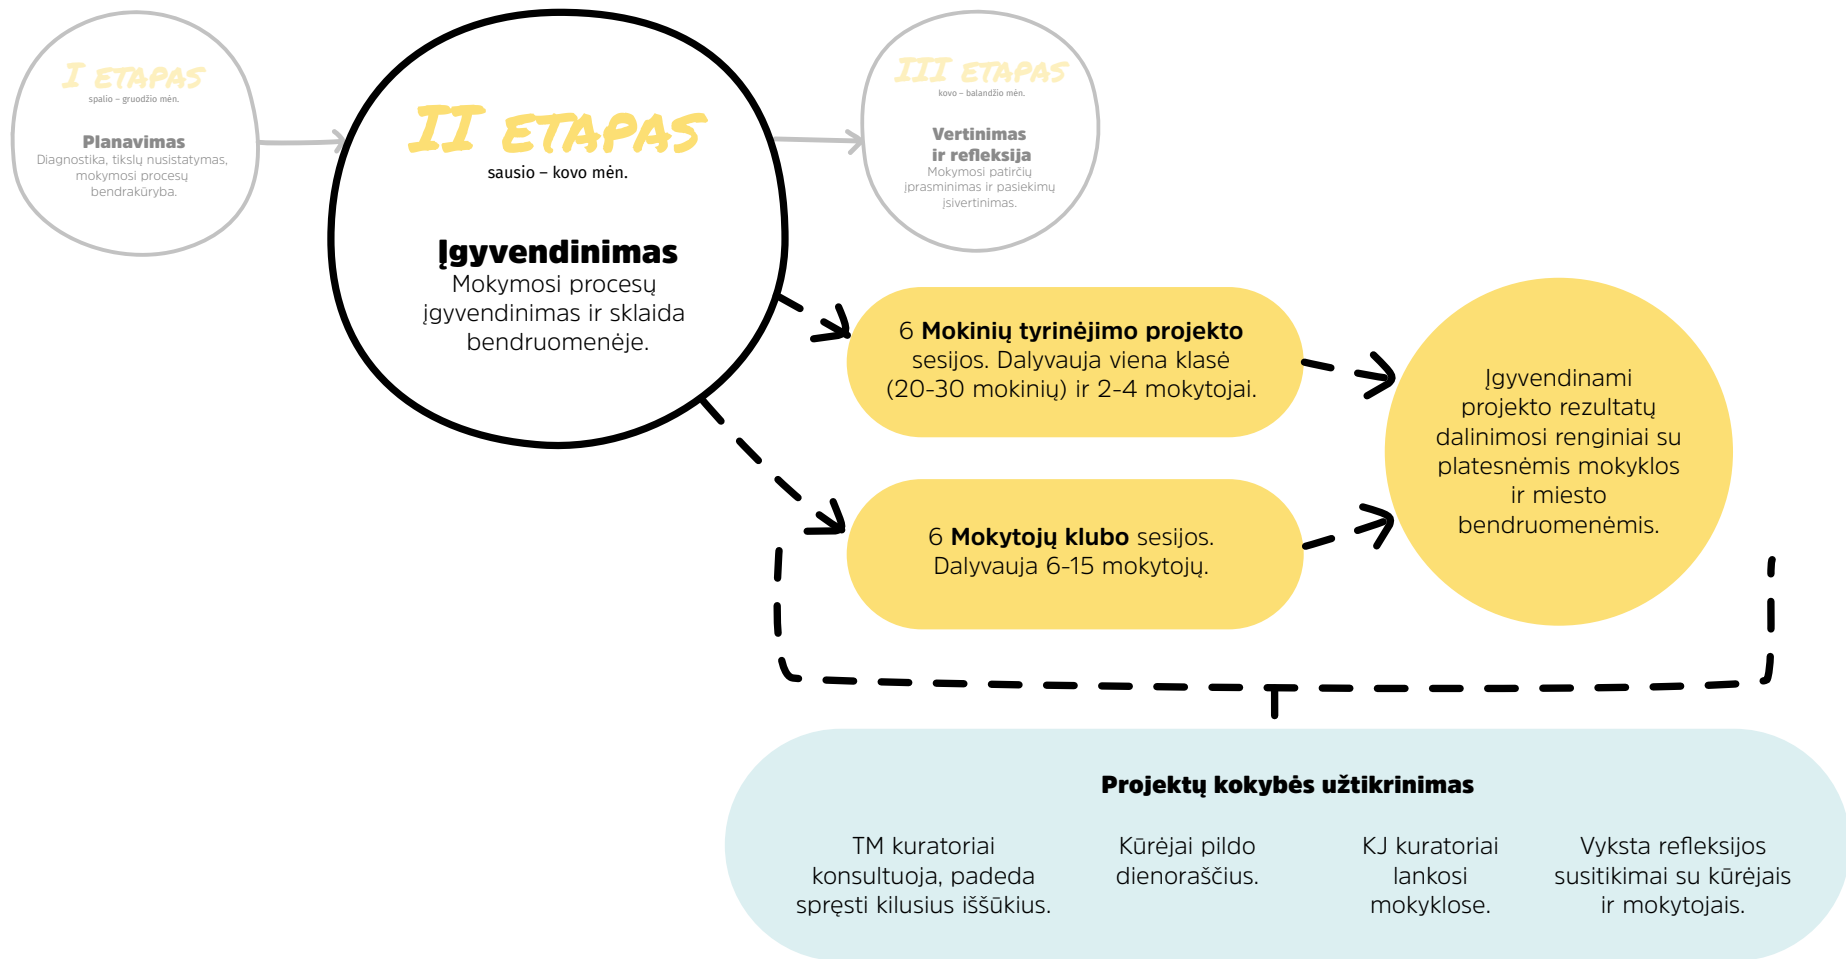 I ETAPAS
spalio – gruodžio mėn.
Planavimas
Diagnostika, tikslų nusistatymas,
mokymosi procesų
bendrakūryba.
II ETAPAS
sausio – kovo mėn.
Įgyvendinimas
Mokymosi procesų
įgyvendinimas ir sklaida
bendruomenėje.
III ETAPAS
kovo – balandžio mėn.
Vertinimas
ir refleksija
Mokymosi patirčių
įprasminimas ir pasiekimų
įsivertinimas.
6 Mokinių tyrinėjimo projekto
sesijos. Dalyvauja viena klasė
(20-30 mokinių) ir 2-4 mokytojai.
6 Mokytojų klubo sesijos.
Dalyvauja 6-15 mokytojų.
Įgyvendinami
projekto rezultatų
dalinimosi renginiai su
platesnėmis mokyklos
ir miesto
bendruomenėmis.
Projektų kokybės užtikrinimas
TM kuratoriai
konsultuoja, padeda
spręsti kilusius iššūkius.
Kūrėjai pildo
dienoraščius.
KJ kuratoriai
lankosi
mokyklose.
Vyksta refleksijos
susitikimai su kūrėjais
ir mokytojais.